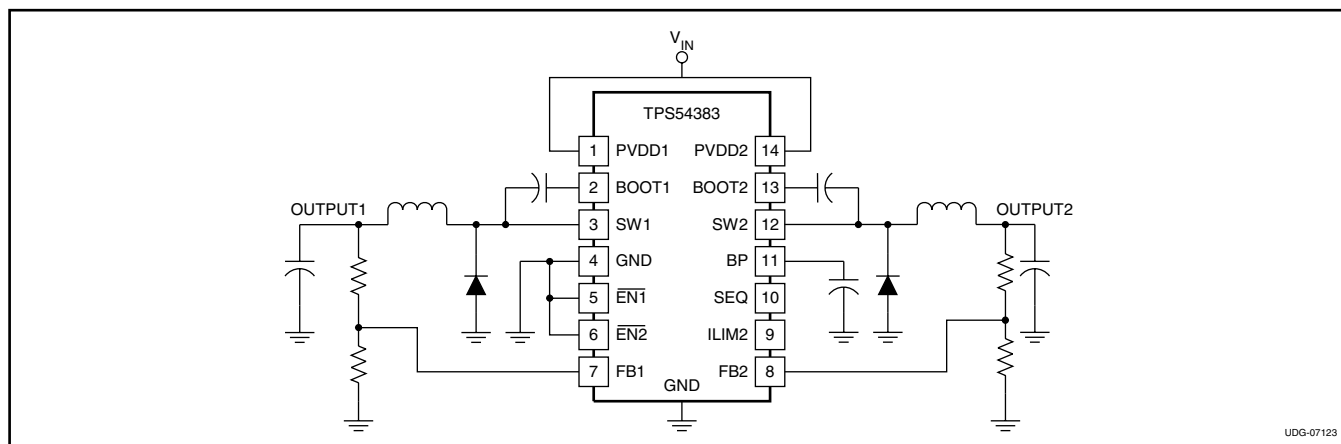 VIN
TPS54383
1 PVDD1 PVDD2 14
2 BOOT1 BOOT2 13
OUTPUT1 OUTPUT2
3 SW1 SW2 12
4 GND BP 11
5 EN1 SEQ 10
6 EN2 ILIM2 9
7 FB1 FB2 8
GND
UDG-07123